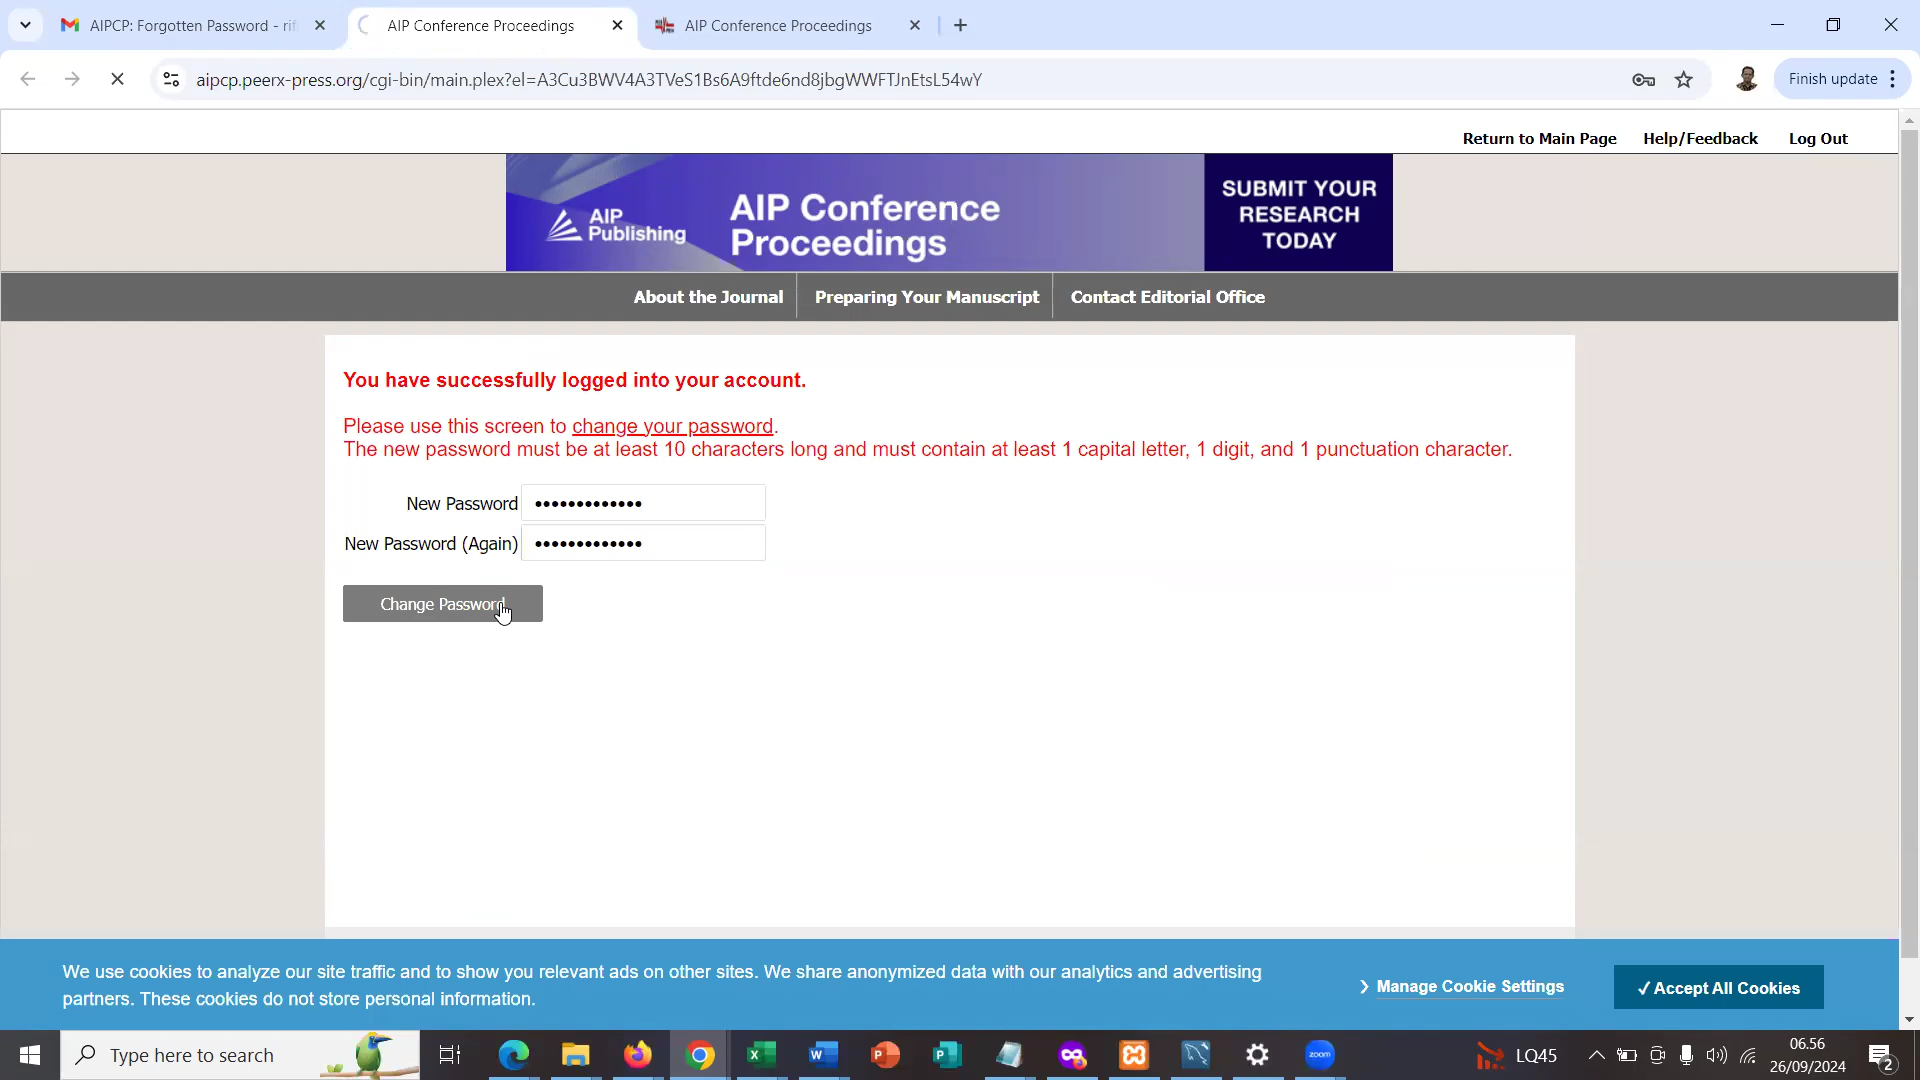 AIPCP: Forgotten Password - rif
AIP Conference Proceedings
AIP Conference Proceedings
aipcp.peerx-press.org/cgi-bin/main.plex?el=A3Cu3BWV4A3TVeS1Bs6A9ftde6nd8jbgWWFTJnEtsL54wY
Finish update
Return to Main Page
Help/Feedback
Log Out
AIP
Publishing
AIP Conference
Proceedings
SUBMIT YOUR
RESEARCH
TODAY
About the Journal
Preparing Your Manuscript
Contact Editorial Office
You have successfully logged into your account.
Please use this screen to change your password.
The new password must be at least 10 characters long and must contain at least 1 capital letter, 1 digit, and 1 punctuation character.
New Password •••••••••••••
New Password (Again) •••••••••••••
Change Password
We use cookies to analyze our site traffic and to show you relevant ads on other sites. We share anonymized data with our analytics and advertising
partners. These cookies do not store personal information.
❯ Manage Cookie Settings
✓ Accept All Cookies
Type here to search
zoom
LQ45
06.56
26/09/2024
2